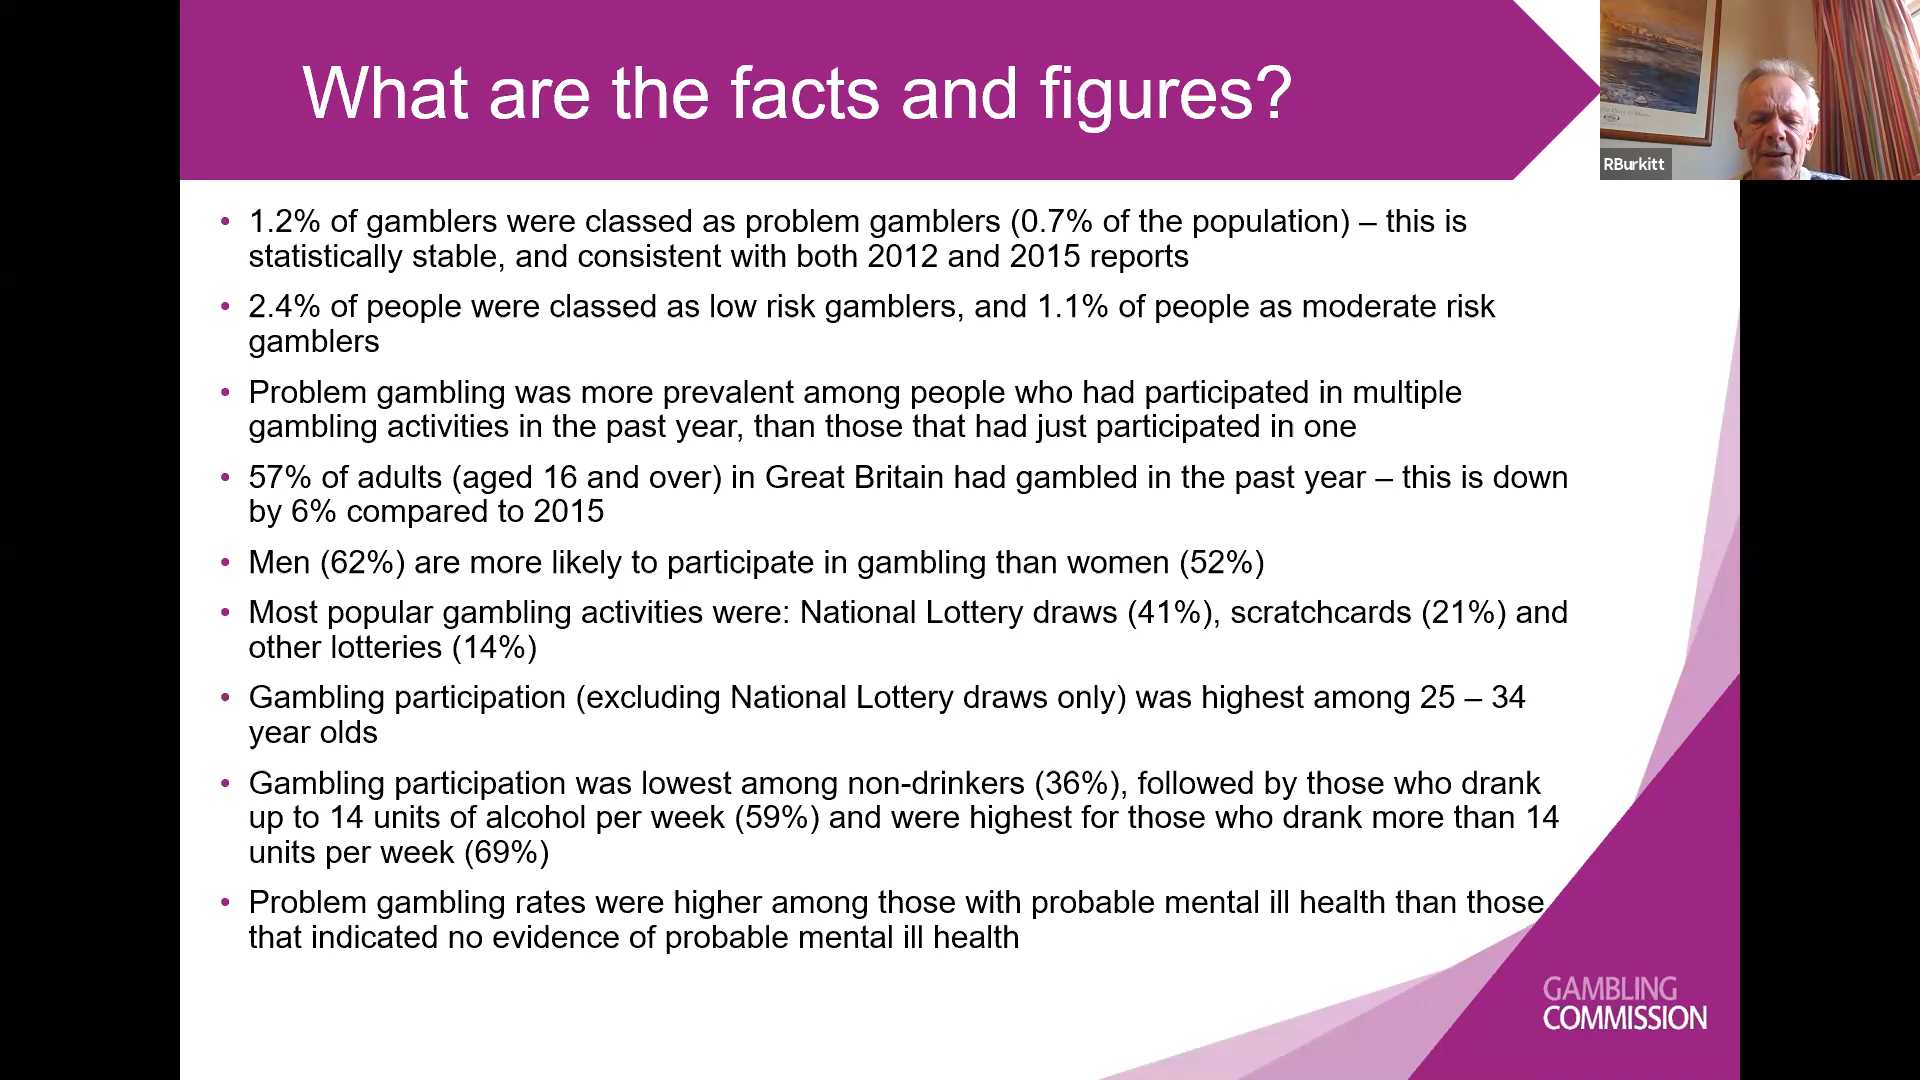 What are the facts and figures?
RBurkitt
• 1.2% of gamblers were classed as problem gamblers (0.7% of the population) – this is
statistically stable, and consistent with both 2012 and 2015 reports
• 2.4% of people were classed as low risk gamblers, and 1.1% of people as moderate risk
gamblers
• Problem gambling was more prevalent among people who had participated in multiple
gambling activities in the past year, than those that had just participated in one
• 57% of adults (aged 16 and over) in Great Britain had gambled in the past year – this is down
by 6% compared to 2015
• Men (62%) are more likely to participate in gambling than women (52%)
• Most popular gambling activities were: National Lottery draws (41%), scratchcards (21%) and
other lotteries (14%)
• Gambling participation (excluding National Lottery draws only) was highest among 25 – 34
year olds
• Gambling participation was lowest among non-drinkers (36%), followed by those who drank
up to 14 units of alcohol per week (59%) and were highest for those who drank more than 14
units per week (69%)
• Problem gambling rates were higher among those with probable mental ill health than those
that indicated no evidence of probable mental ill health
GAMBLING
COMMISSION